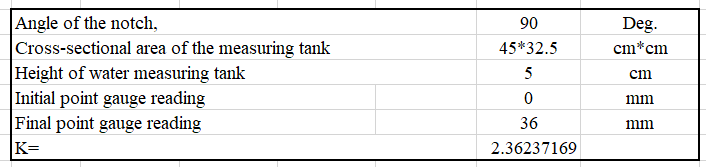 Angle of the notch, 90 Deg.
Cross-sectional area of the measuring tank 45*32.5 cm*cm
Height of water measuring tank 5 cm
Initial point gauge reading 0 mm
Final point gauge reading 36 mm
K= 2.36237169